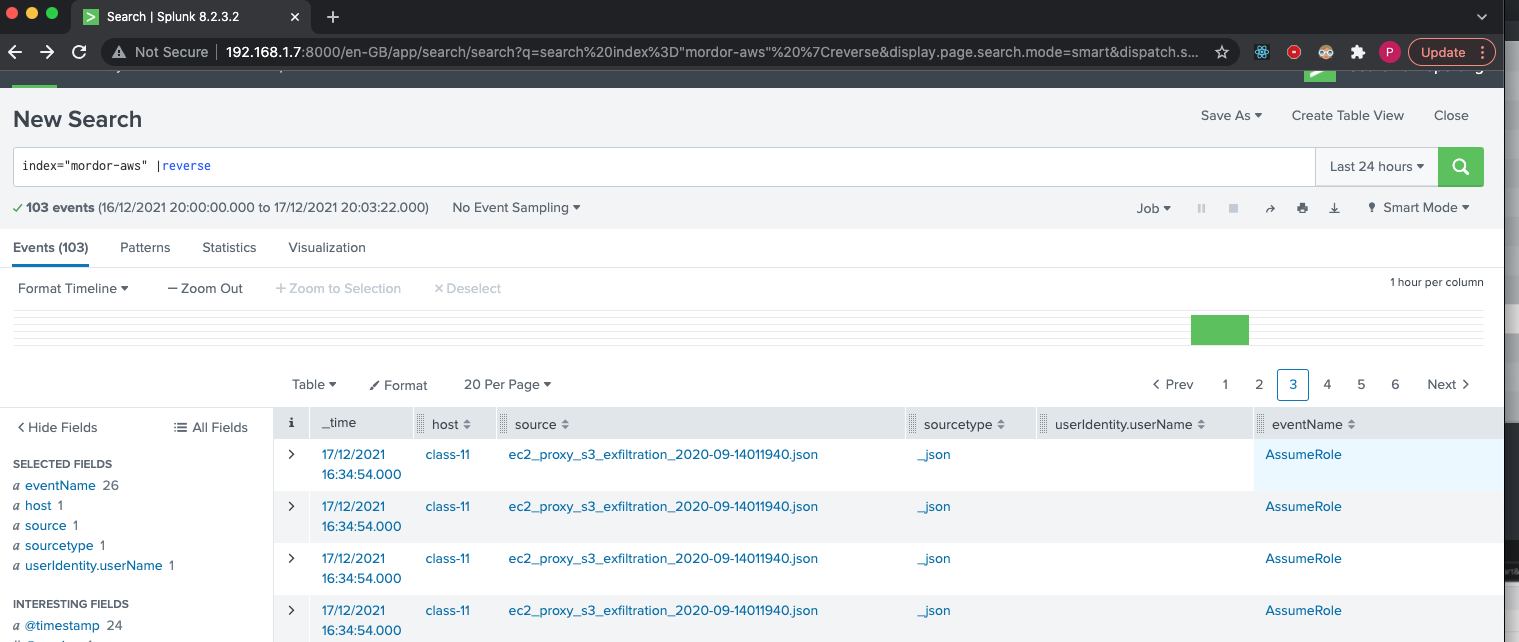 Search | Splunk 8.2.3.2
Not Secure 192.168.1.7:8000/en-GB/app/search/search?q=search%20index%3D"mordor-aws"%20%7Creverse&display.page.search.mode=smart&dispatch.s...
P Update
New Search
Save As Create Table View Close
index="mordor-aws" |reverse
Last 24 hours
103 events (16/12/2021 20:00:00.000 to 17/12/2021 20:03:22.000) No Event Sampling
Job Smart Mode
Events (103) Patterns Statistics Visualization
Format Timeline — Zoom Out + Zoom to Selection × Deselect
1 hour per column
Table Format 20 Per Page
< Prev 1 2 3 4 5 6 Next >
< Hide Fields All Fields
i _time host source sourcetype userIdentity.userName eventName
SELECTED FIELDS
a eventName 26
a host 1
a source 1
a sourcetype 1
a userIdentity.userName 1
INTERESTING FIELDS
a @timestamp 24
> 17/12/2021 class-11 ec2_proxy_s3_exfiltration_2020-09-14011940.json _json AssumeRole
16:34:54.000
> 17/12/2021 class-11 ec2_proxy_s3_exfiltration_2020-09-14011940.json _json AssumeRole
16:34:54.000
> 17/12/2021 class-11 ec2_proxy_s3_exfiltration_2020-09-14011940.json _json AssumeRole
16:34:54.000
> 17/12/2021 class-11 ec2_proxy_s3_exfiltration_2020-09-14011940.json _json AssumeRole
16:34:54.000